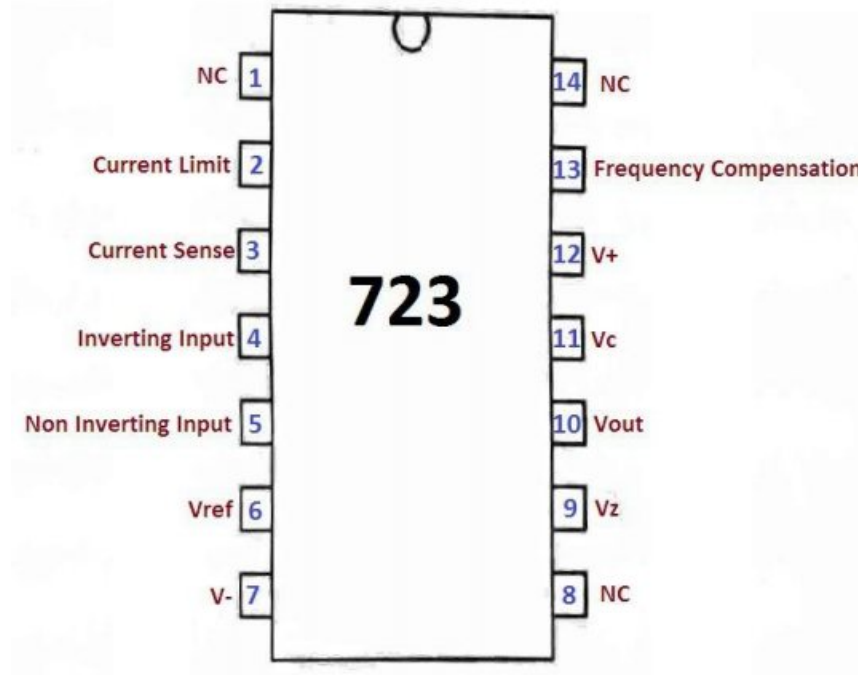 NC 1
14 NC
Current Limit 2
13 Frequency Compensation
Current Sense 3
12 V+
723
Inverting Input 4
11 Vc
Non Inverting Input 5
10 Vout
Vref 6
9 Vz
V- 7
8 NC